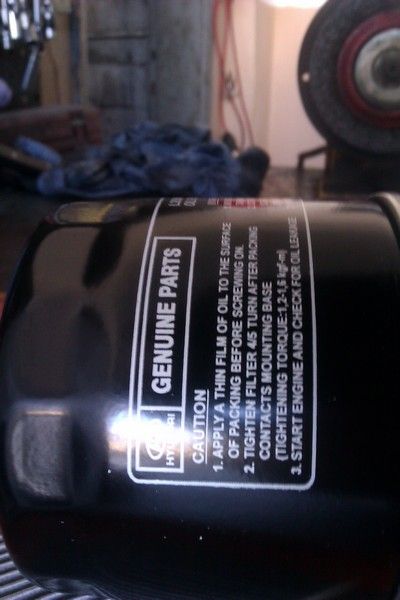 HYUNDAI
GENUINE PARTS
CAUTION
1. APPLY A THIN FILM OF OIL TO THE SURFACE
OF PACKING BEFORE SCREWING ON.
2. TIGHTEN FILTER 4/5 TURN AFTER PACKING
CONTACTS MOUNTING BASE
(TIGHTENING TORQUE:1,2~1,6 kgf-m)
3. START ENGINE AND CHECK FOR OIL LEAKAGE